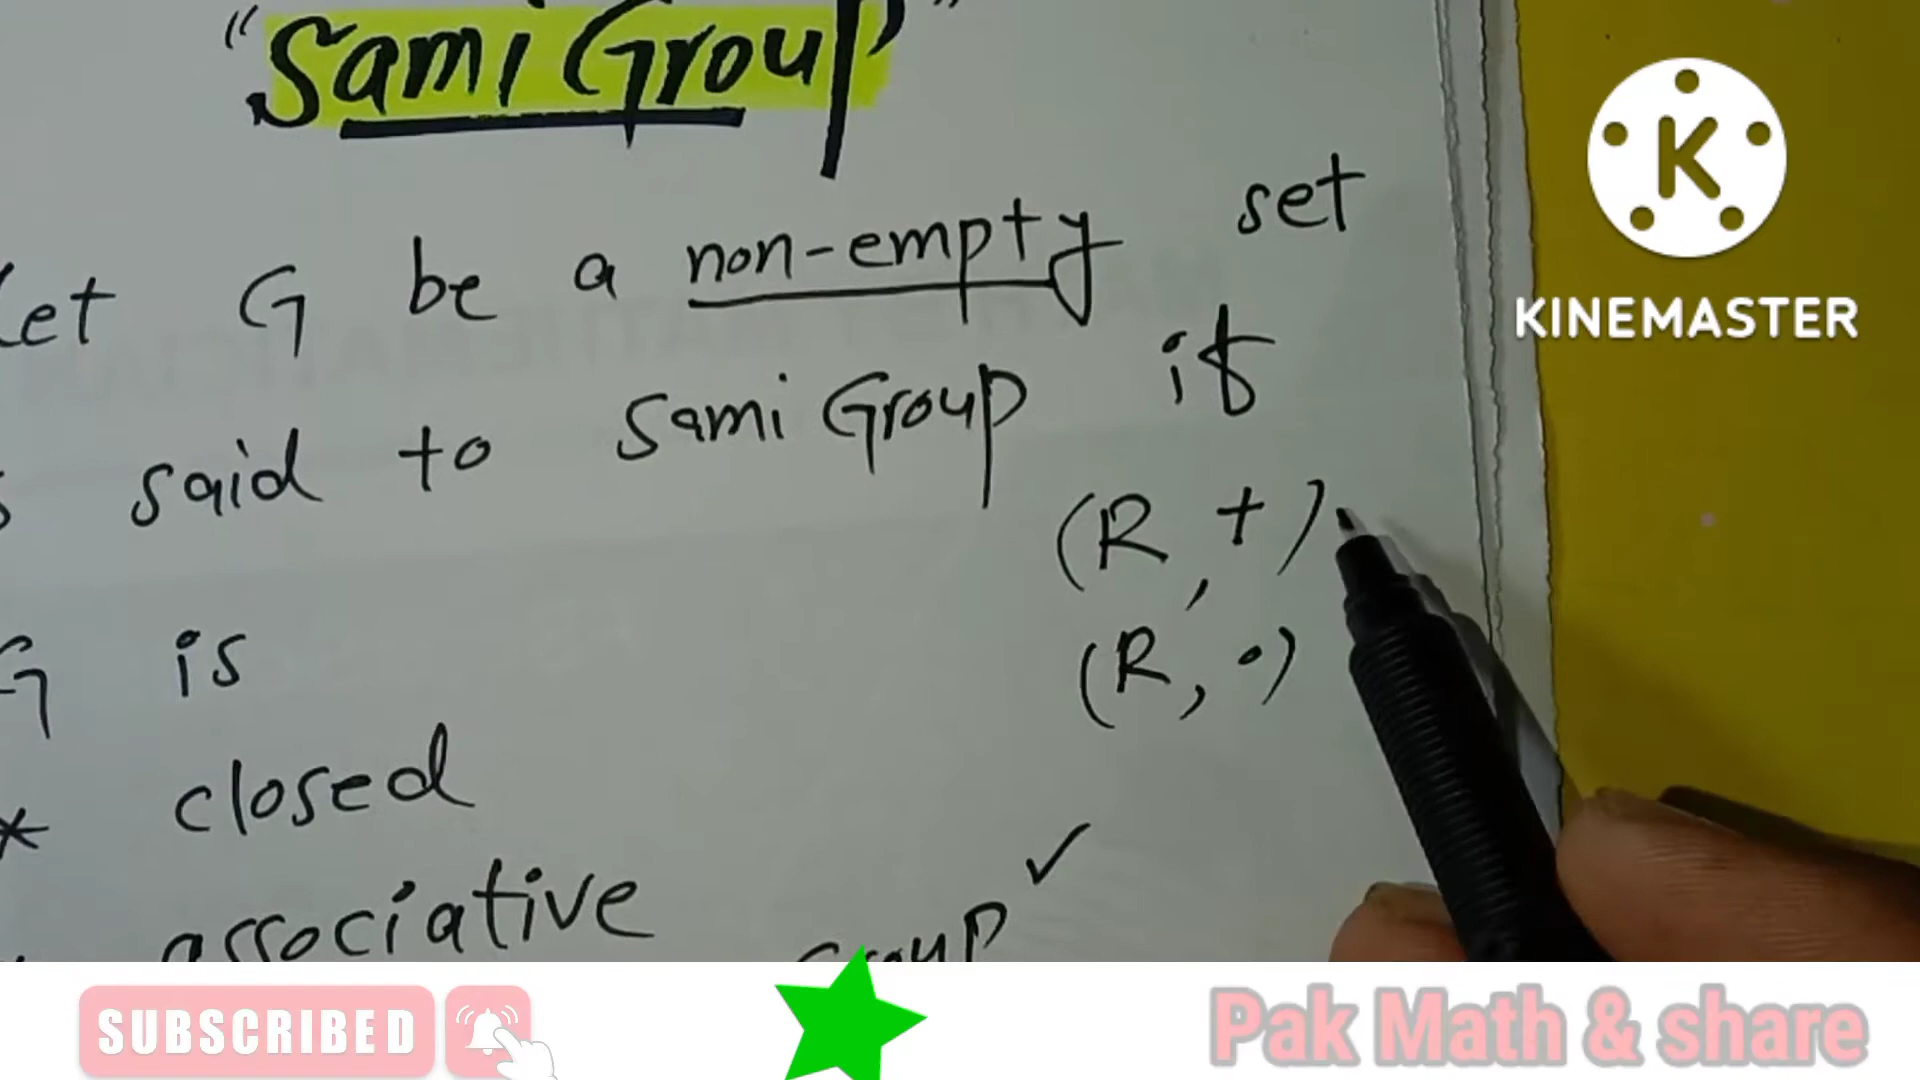 "Sami Group"
Let G be a non-empty set
s said to Sami Group if
(R, +)
(R, •)
G is
* closed
associative
Group ✓
K
KINEMASTER
SUBSCRIBED
Pak Math & share